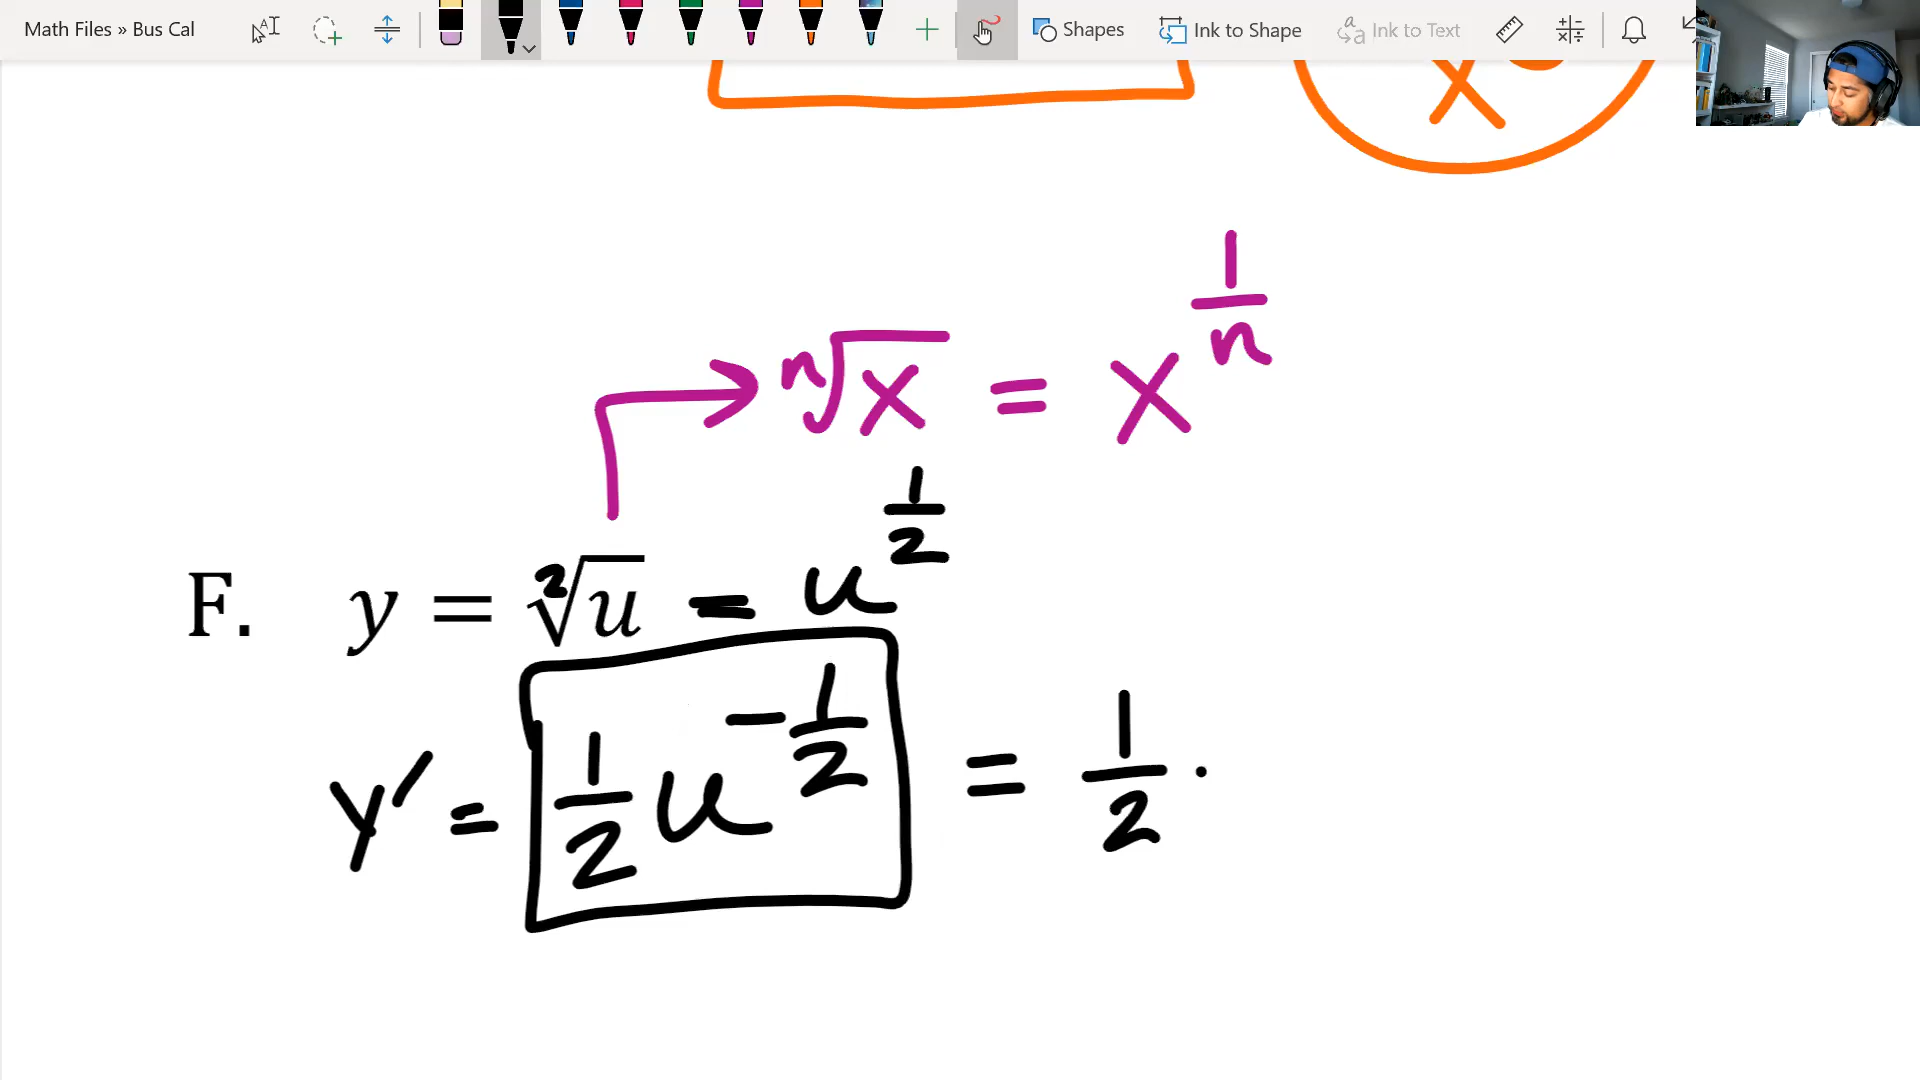 Math Files » Bus Cal Shapes Ink to Shape Ink to Text
x
ⁿ√x = x^(1/n)
F. y = ²√u = u^(1/2)
y′ = 1/2 u^(-1/2) = 1/2 ·